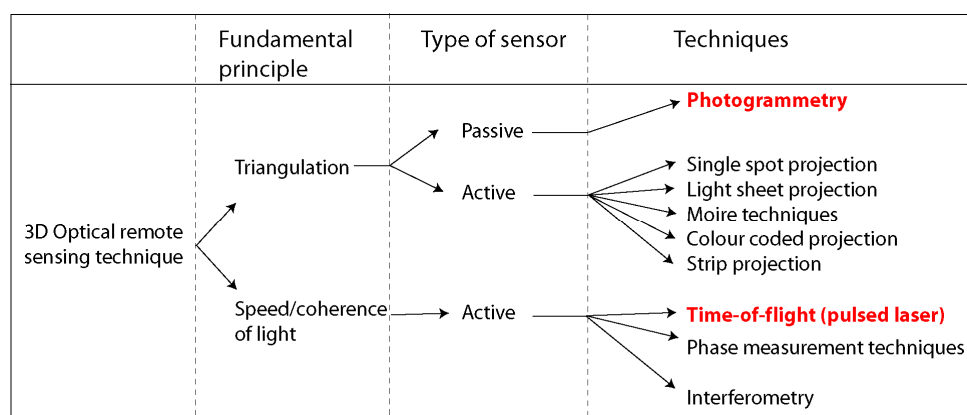 Fundamental
principle
Type of sensor
Techniques
3D Optical remote
sensing technique
Triangulation
Speed/coherence
of light
Passive
Active
Active
Photogrammetry
Single spot projection
Light sheet projection
Moire techniques
Colour coded projection
Strip projection
Time-of-flight (pulsed laser)
Phase measurement techniques
Interferometry